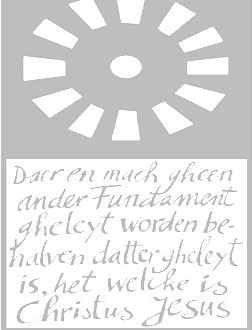 Daer en mach gheen
ander Fundament
gheleyt worden be-
halven datter gheleyt
is, het welcke is
Christus Jesus